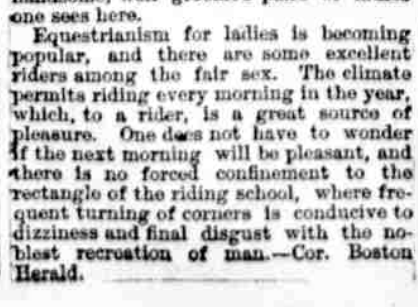 one sees here.
Equestrianism for ladies is becoming
popular, and there are some excellent
riders among the fair sex. The climate
permits riding every morning in the year,
which, to a rider, is a great source of
pleasure. One does not have to wonder
if the next morning will be pleasant, and
there is no forced confinement to the
rectangle of the riding school, where fre-
quent turning of corners is conducive to
dizziness and final disgust with the no-
blest recreation of man.—Cor. Boston
Herald.